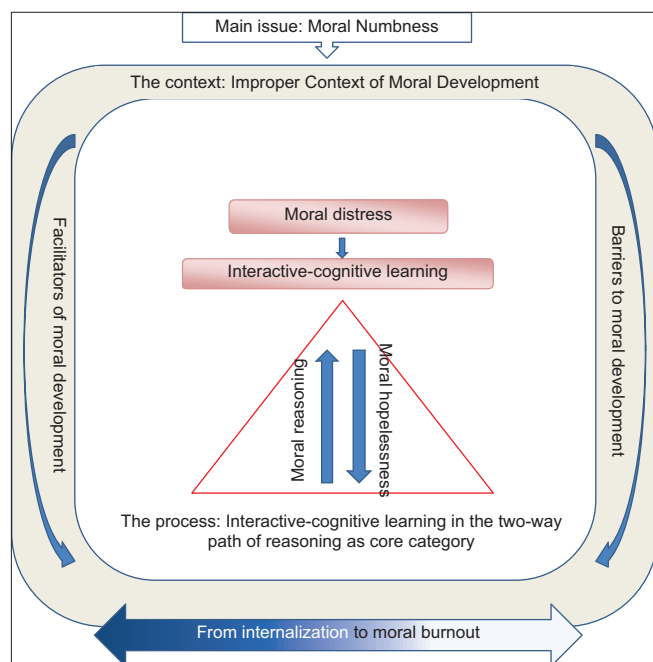 Main issue: Moral Numbness
The context: Improper Context of Moral Development
Facilitators of moral development
Moral distress
Interactive-cognitive learning
Moral reasoning
Moral hopelessness
Barriers to moral development
The process: Interactive-cognitive learning in the two-way
path of reasoning as core category
From internalization to moral burnout